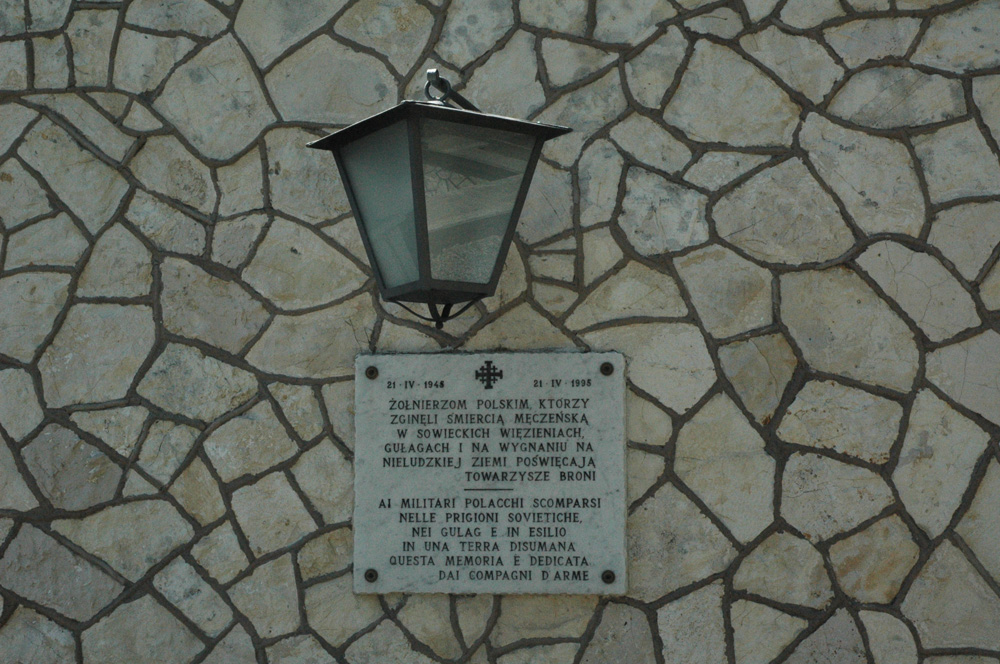 21·IV·1945 21·IV·1995
ŻOŁNIERZOM POLSKIM, KTÓRZY
ZGINĘLI ŚMIERCIĄ MĘCZEŃSKĄ
W SOWIECKICH WIĘZIENIACH,
GUŁAGACH I NA WYGNANIU NA
NIELUDZKIEJ ZIEMI POŚWIĘCAJĄ
TOWARZYSZE BRONI
AI MILITARI POLACCHI SCOMPARSI
NELLE PRIGIONI SOVIETICHE,
NEI GULAG E IN ESILIO
IN UNA TERRA DISUMANA
QUESTA MEMORIA E DEDICATA
DAI COMPAGNI D'ARME